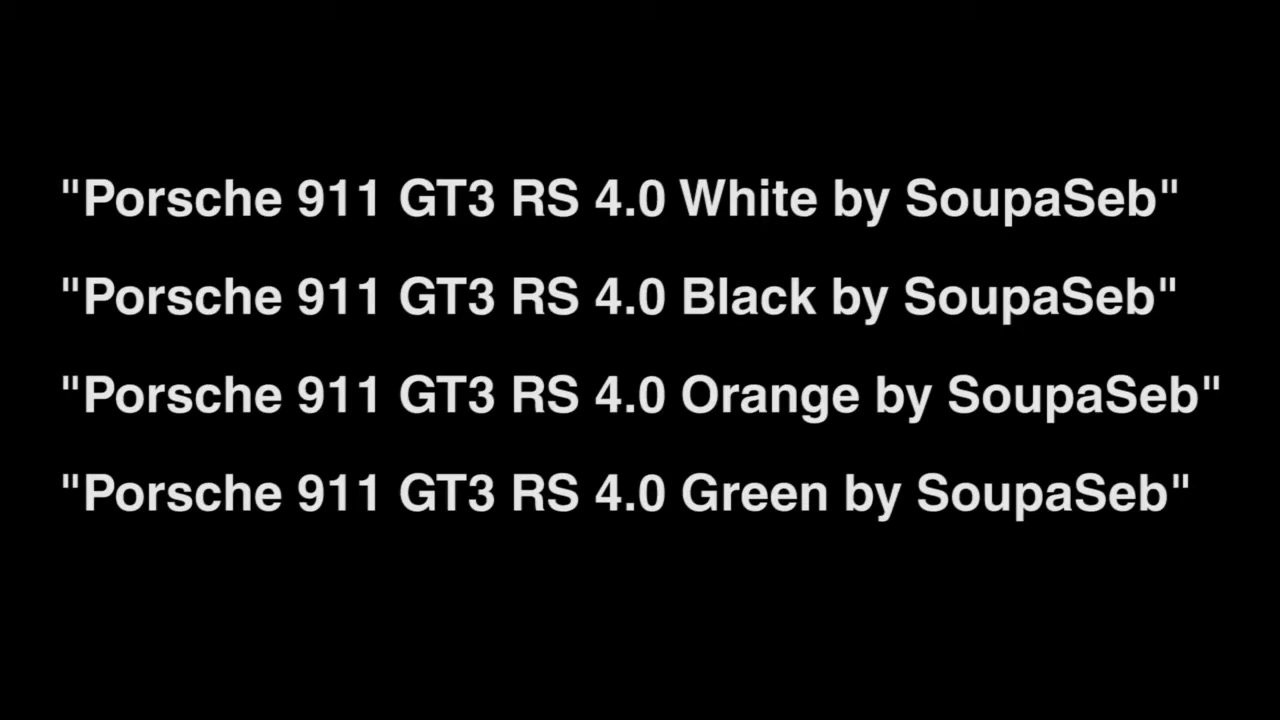 "Porsche 911 GT3 RS 4.0 White by SoupaSeb"
"Porsche 911 GT3 RS 4.0 Black by SoupaSeb"
"Porsche 911 GT3 RS 4.0 Orange by SoupaSeb"
"Porsche 911 GT3 RS 4.0 Green by SoupaSeb"